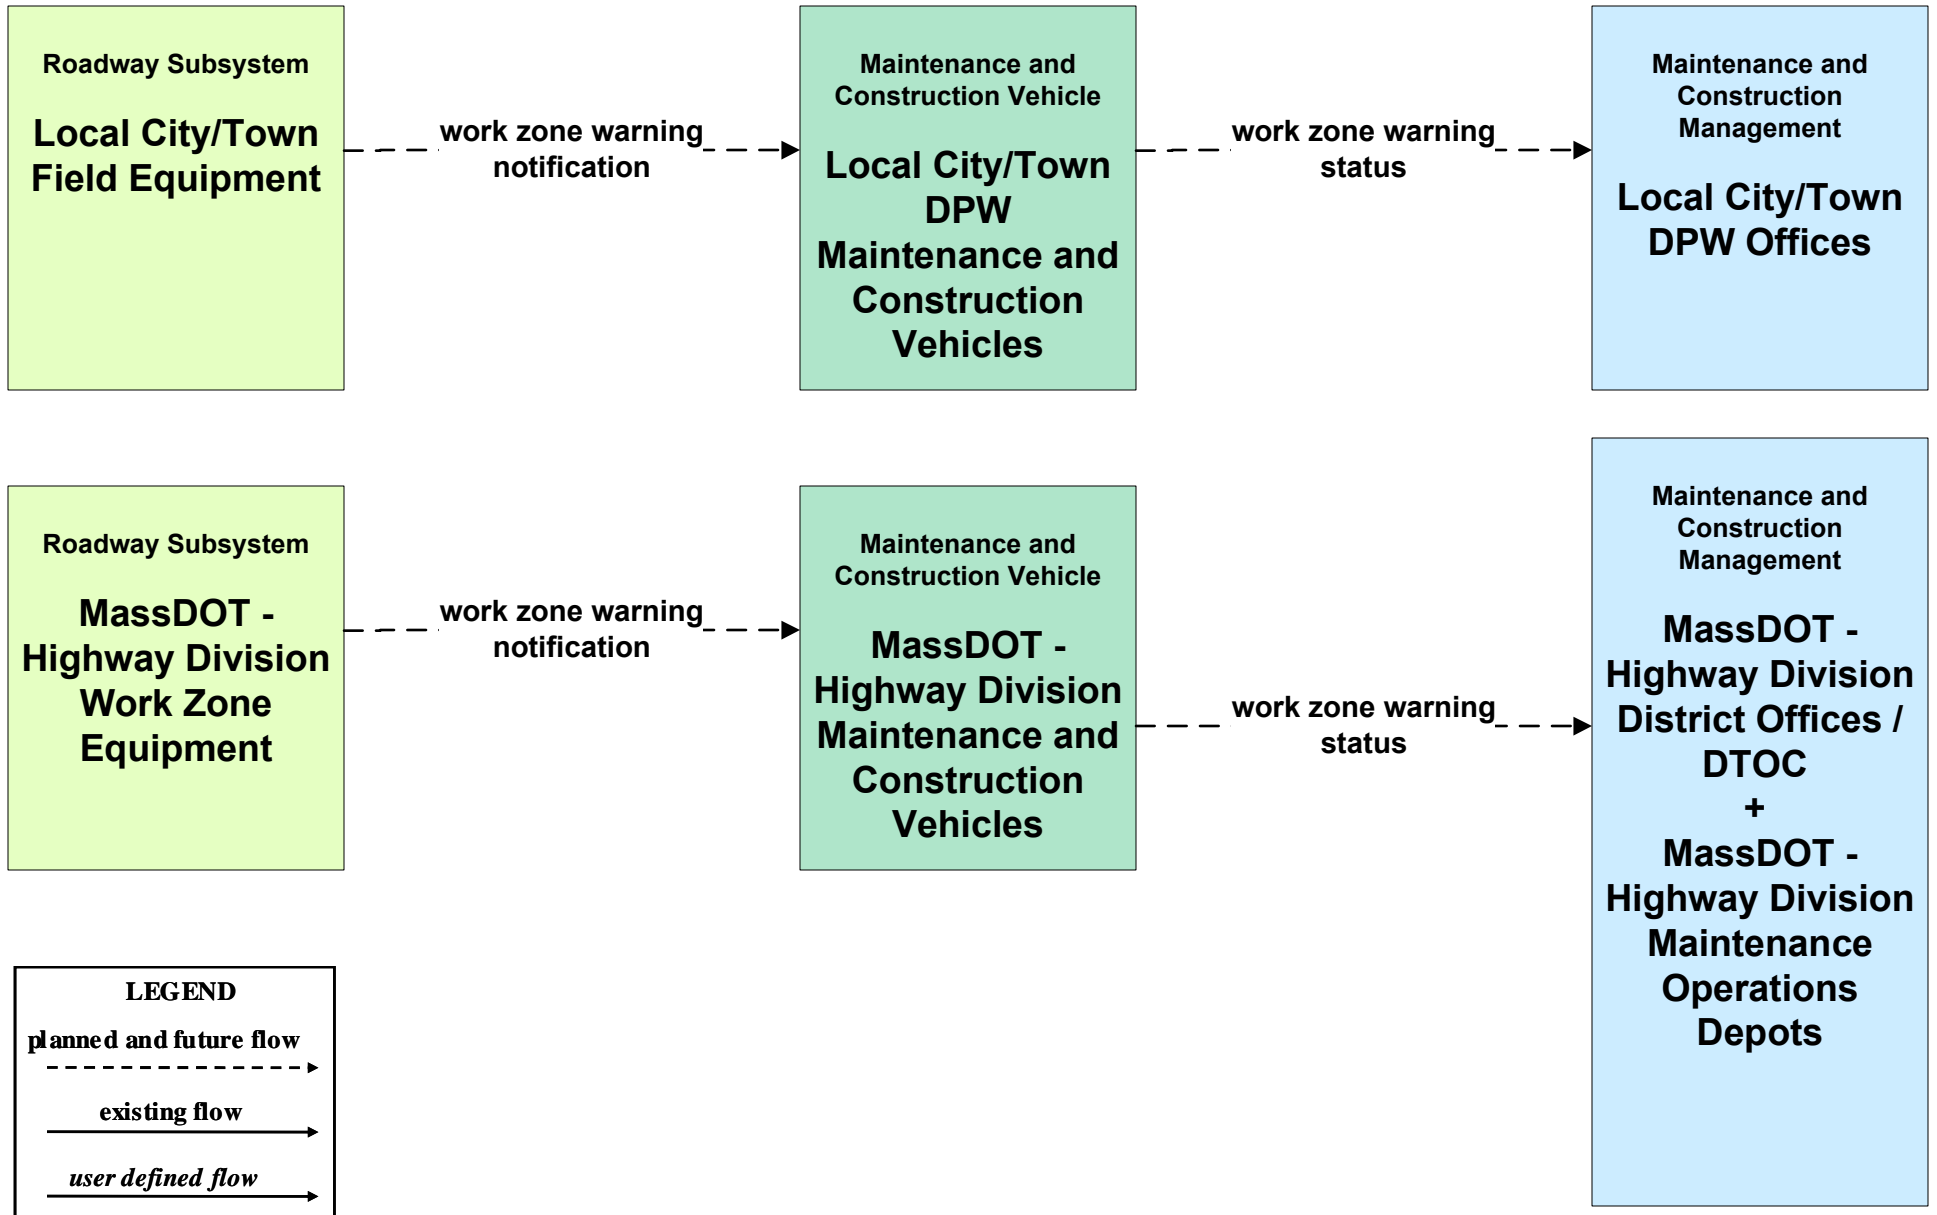 Roadway Subsystem
Local City/Town
Field Equipment
work zone warning
notification
Maintenance and
Construction Vehicle
Local City/Town
DPW
Maintenance and
Construction
Vehicles
work zone warning
status
Maintenance and
Construction
Management
Local City/Town
DPW Offices
Roadway Subsystem
MassDOT -
Highway Division
Work Zone
Equipment
work zone warning
notification
Maintenance and
Construction Vehicle
MassDOT -
Highway Division
Maintenance and
Construction
Vehicles
work zone warning
status
Maintenance and
Construction
Management
MassDOT -
Highway Division
District Offices /
DTOC
+
MassDOT -
Highway Division
Maintenance
Operations
Depots
LEGEND
planned and future flow
existing flow
user defined flow